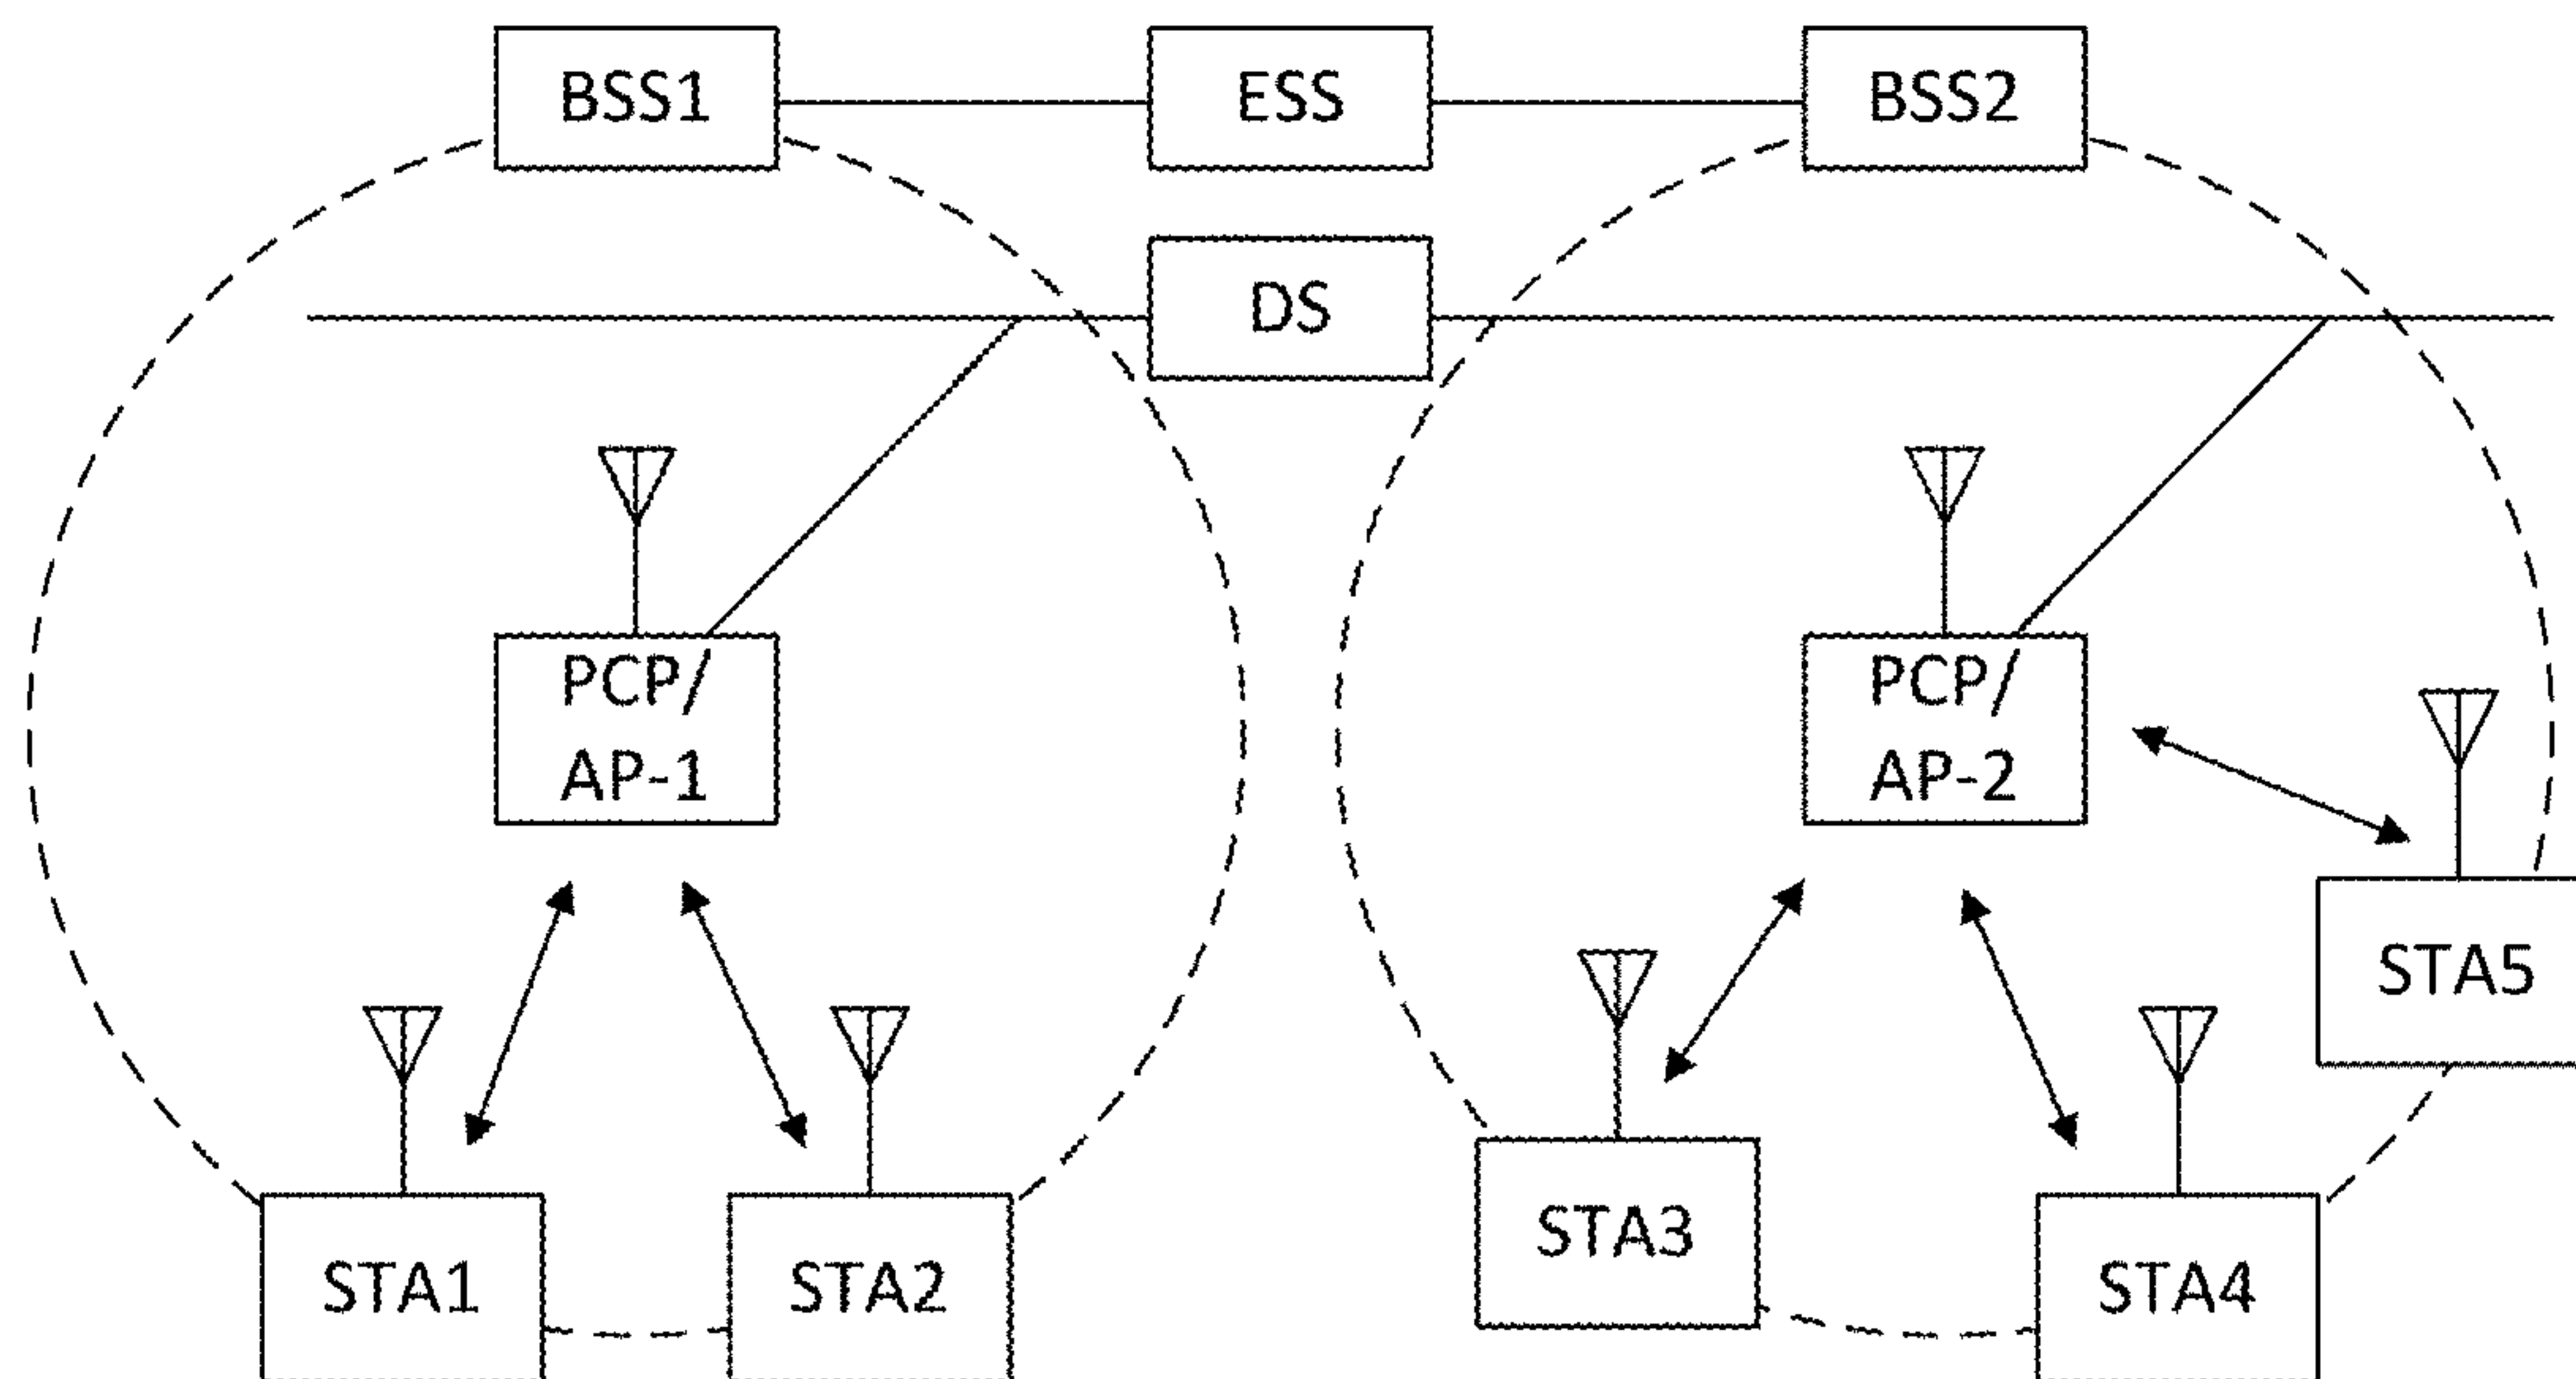 BSS1
ESS
BSS2
DS
PCP/
AP-1
PCP/
AP-2
STA5
STA3
STA1
STA2
STA4